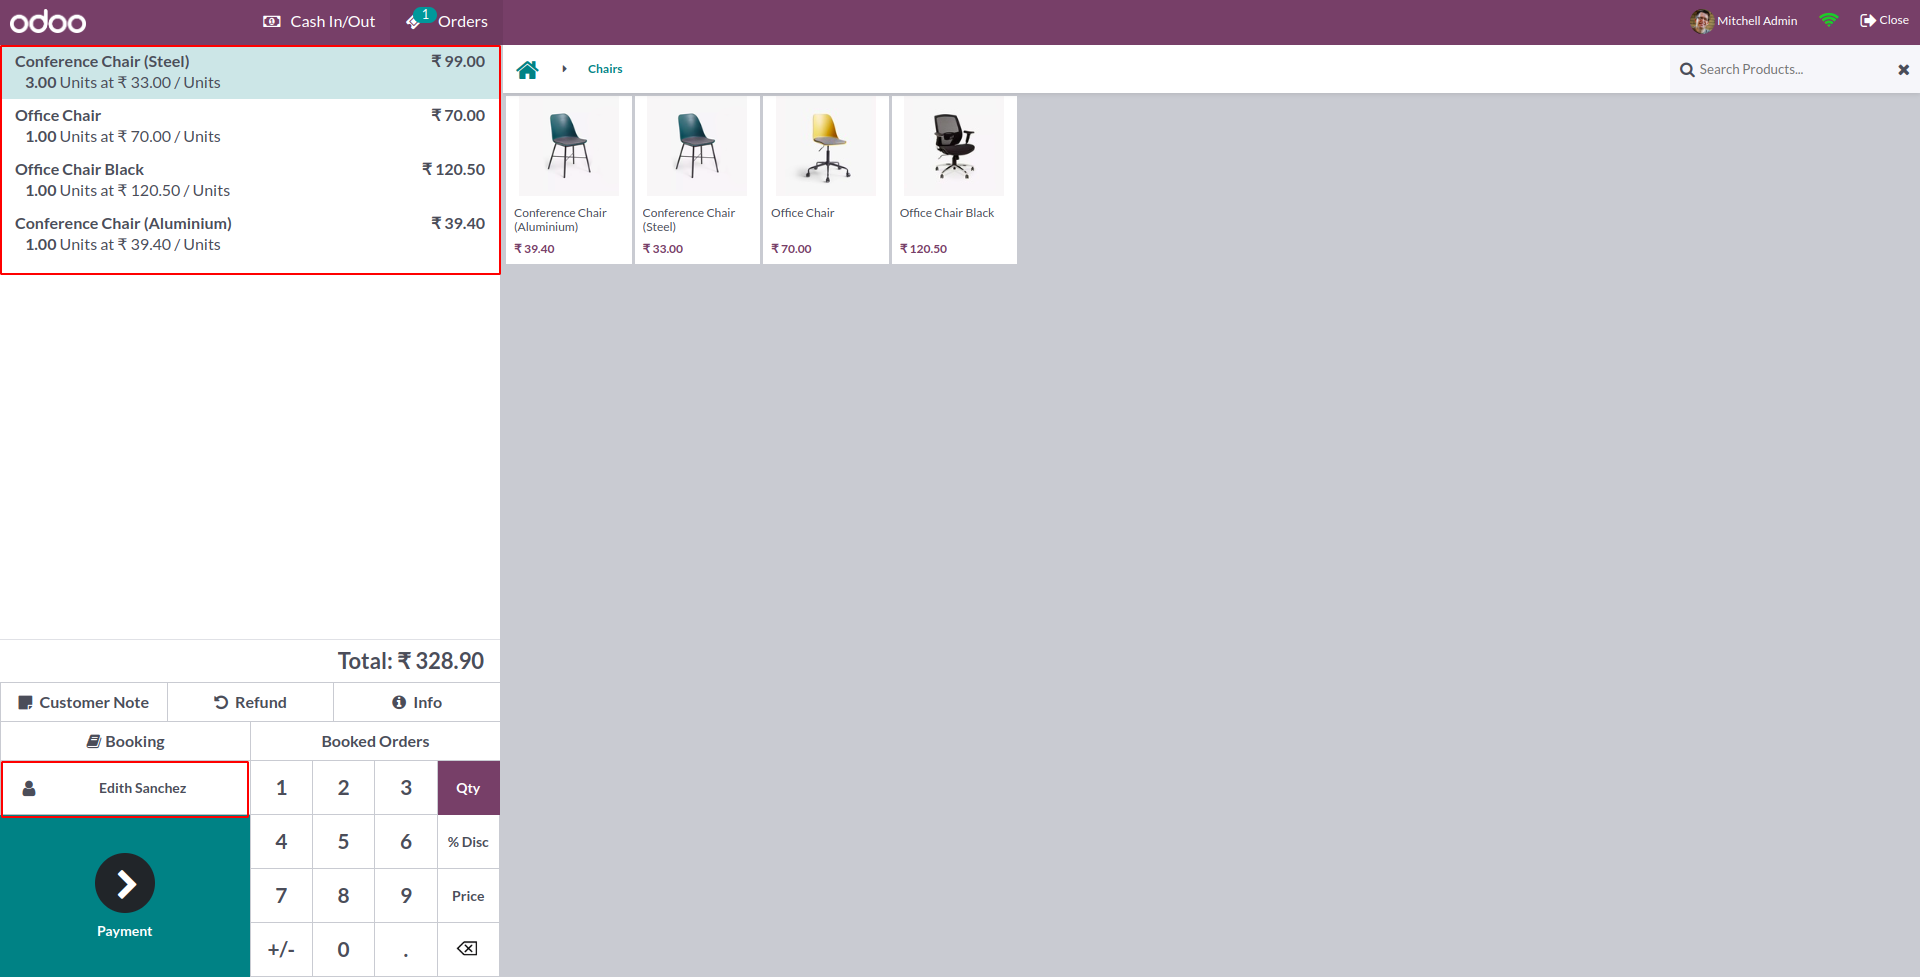 odoo
Cash In/Out
1
Orders
Mitchell Admin
Close
Conference Chair (Steel) ₹ 99.00
3.00 Units at ₹ 33.00 / Units
Office Chair ₹ 70.00
1.00 Units at ₹ 70.00 / Units
Office Chair Black ₹ 120.50
1.00 Units at ₹ 120.50 / Units
Conference Chair (Aluminium) ₹ 39.40
1.00 Units at ₹ 39.40 / Units
Total: ₹ 328.90
Customer Note
Refund
Info
Booking
Booked Orders
Edith Sanchez
Payment
1 2 3 Qty
4 5 6 % Disc
7 8 9 Price
+/- 0 .
Chairs
Search Products...
Conference Chair
(Aluminium)
₹ 39.40
Conference Chair
(Steel)
₹ 33.00
Office Chair
₹ 70.00
Office Chair Black
₹ 120.50